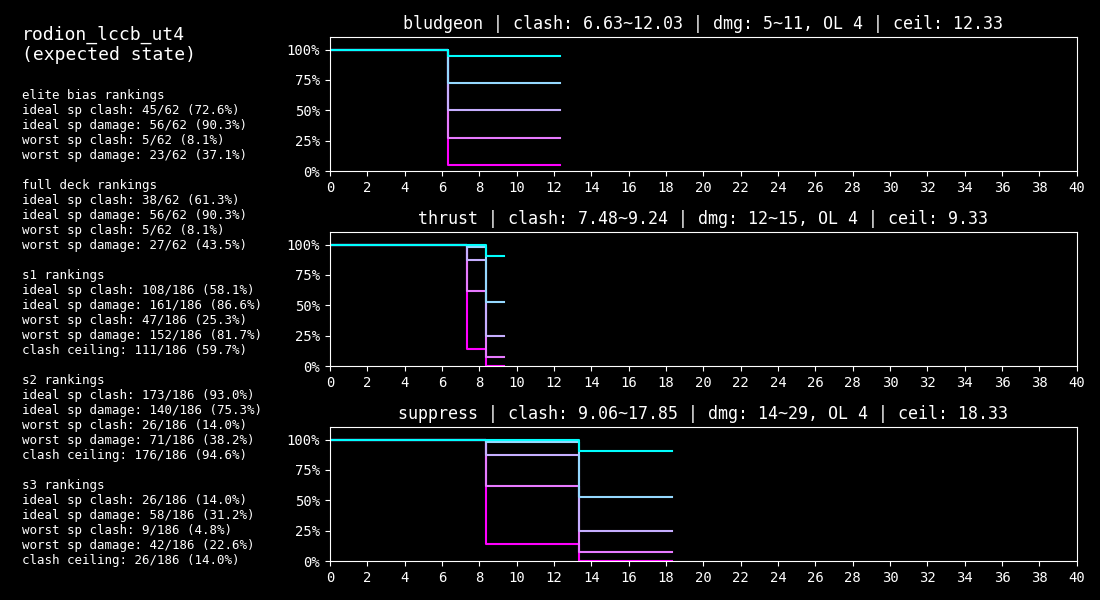 rodion_lccb_ut4
(expected state)
elite bias rankings
ideal sp clash: 45/62 (72.6%)
ideal sp damage: 56/62 (90.3%)
worst sp clash: 5/62 (8.1%)
worst sp damage: 23/62 (37.1%)
full deck rankings
ideal sp clash: 38/62 (61.3%)
ideal sp damage: 56/62 (90.3%)
worst sp clash: 5/62 (8.1%)
worst sp damage: 27/62 (43.5%)
s1 rankings
ideal sp clash: 108/186 (58.1%)
ideal sp damage: 161/186 (86.6%)
worst sp clash: 47/186 (25.3%)
worst sp damage: 152/186 (81.7%)
clash ceiling: 111/186 (59.7%)
s2 rankings
ideal sp clash: 173/186 (93.0%)
ideal sp damage: 140/186 (75.3%)
worst sp clash: 26/186 (14.0%)
worst sp damage: 71/186 (38.2%)
clash ceiling: 176/186 (94.6%)
s3 rankings
ideal sp clash: 26/186 (14.0%)
ideal sp damage: 58/186 (31.2%)
worst sp clash: 9/186 (4.8%)
worst sp damage: 42/186 (22.6%)
clash ceiling: 26/186 (14.0%)
bludgeon | clash: 6.63~12.03 | dmg: 5~11, OL 4 | ceil: 12.33
100%
75%
50%
25%
0%
0 2 4 6 8 10 12 14 16 18 20 22 24 26 28 30 32 34 36 38 40
thrust | clash: 7.48~9.24 | dmg: 12~15, OL 4 | ceil: 9.33
100%
75%
50%
25%
0%
0 2 4 6 8 10 12 14 16 18 20 22 24 26 28 30 32 34 36 38 40
suppress | clash: 9.06~17.85 | dmg: 14~29, OL 4 | ceil: 18.33
100%
75%
50%
25%
0%
0 2 4 6 8 10 12 14 16 18 20 22 24 26 28 30 32 34 36 38 40